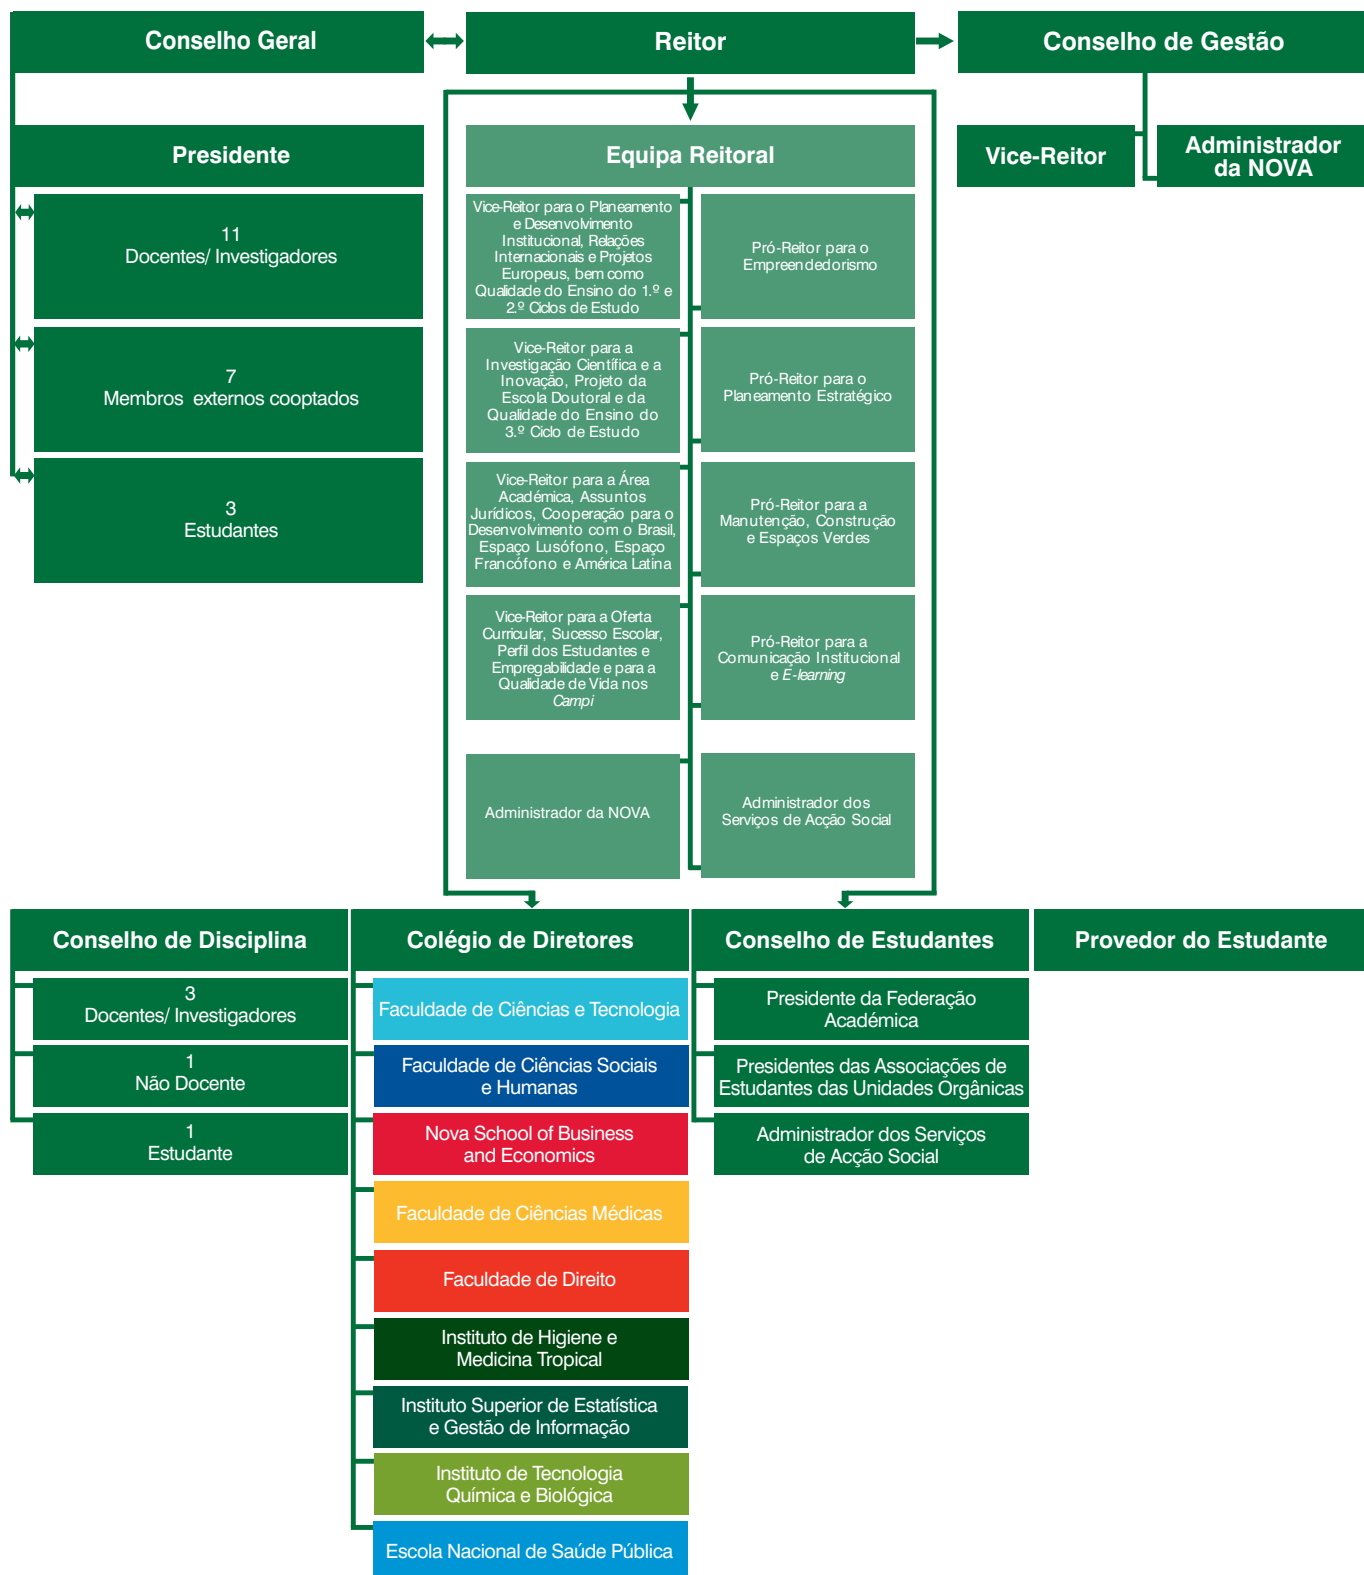 Conselho Geral
Reitor
Conselho de Gestão
Presidente
11
Docentes/ Investigadores
7
Membros externos cooptados
3
Estudantes
Equipa Reitoral
Vice-Reitor para o Planeamento
e Desenvolvimento
Institucional, Relações
Internacionais e Projetos
Europeus, bem como
Qualidade do Ensino do 1.º e
2.º Ciclos de Estudo
Pró-Reitor para o
Empreendedorismo
Vice-Reitor para a
Investigação Científica e a
Inovação, Projeto da
Escola Doutoral e da
Qualidade do Ensino do
3.º Ciclo de Estudo
Pró-Reitor para o
Planeamento Estratégico
Vice-Reitor para a Área
Académica, Assuntos
Jurídicos, Cooperação para o
Desenvolvimento com o Brasil,
Espaço Lusófono, Espaço
Francófono e América Latina
Pró-Reitor para a
Manutenção, Construção
e Espaços Verdes
Vice-Reitor para a Oferta
Curricular, Sucesso Escolar,
Perfil dos Estudantes e
Empregabilidade e para a
Qualidade de Vida nos
Campi
Pró-Reitor para a
Comunicação Institucional
e E-learning
Administrador da NOVA
Administrador dos
Serviços de Acção Social
Vice-Reitor
Administrador
da NOVA
Conselho de Disciplina
3
Docentes/ Investigadores
1
Não Docente
1
Estudante
Colégio de Diretores
Faculdade de Ciências e Tecnologia
Faculdade de Ciências Sociais
e Humanas
Nova School of Business
and Economics
Faculdade de Ciências Médicas
Faculdade de Direito
Instituto de Higiene e
Medicina Tropical
Instituto Superior de Estatística
e Gestão de Informação
Instituto de Tecnologia
Química e Biológica
Escola Nacional de Saúde Pública
Conselho de Estudantes
Presidente da Federação
Académica
Presidentes das Associações de
Estudantes das Unidades Orgânicas
Administrador dos Serviços
de Acção Social
Provedor do Estudante